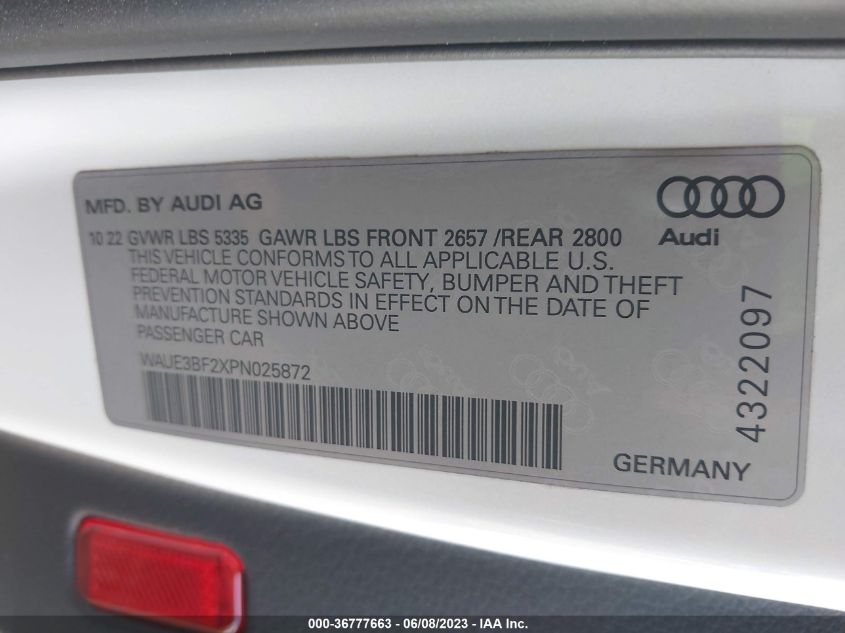 MFD. BY AUDI AG
Audi
10 22 GVWR LBS 5335 GAWR LBS FRONT 2657 /REAR 2800
THIS VEHICLE CONFORMS TO ALL APPLICABLE U.S.
FEDERAL MOTOR VEHICLE SAFETY, BUMPER AND THEFT
PREVENTION STANDARDS IN EFFECT ON THE DATE OF
MANUFACTURE SHOWN ABOVE
PASSENGER CAR
WAUE3BF2XPN025872
4322097
GERMANY
000-36777663 - 06/08/2023 - IAA, Inc.